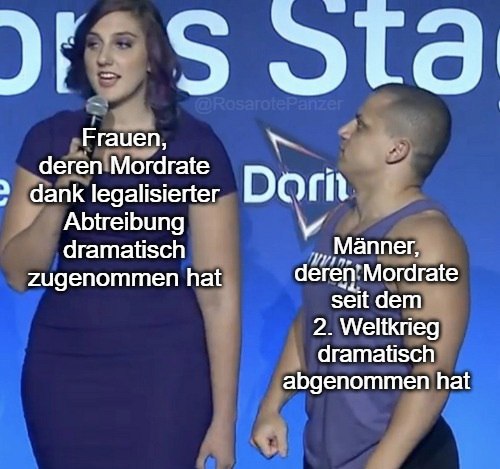 ons Sta
@RosarotePanzer
Frauen,
deren Mordrate
dank legalisierter
Abtreibung
dramatisch
zugenommen hat
Dorit
Männer,
deren Mordrate
seit dem
2. Weltkrieg
dramatisch
abgenommen hat